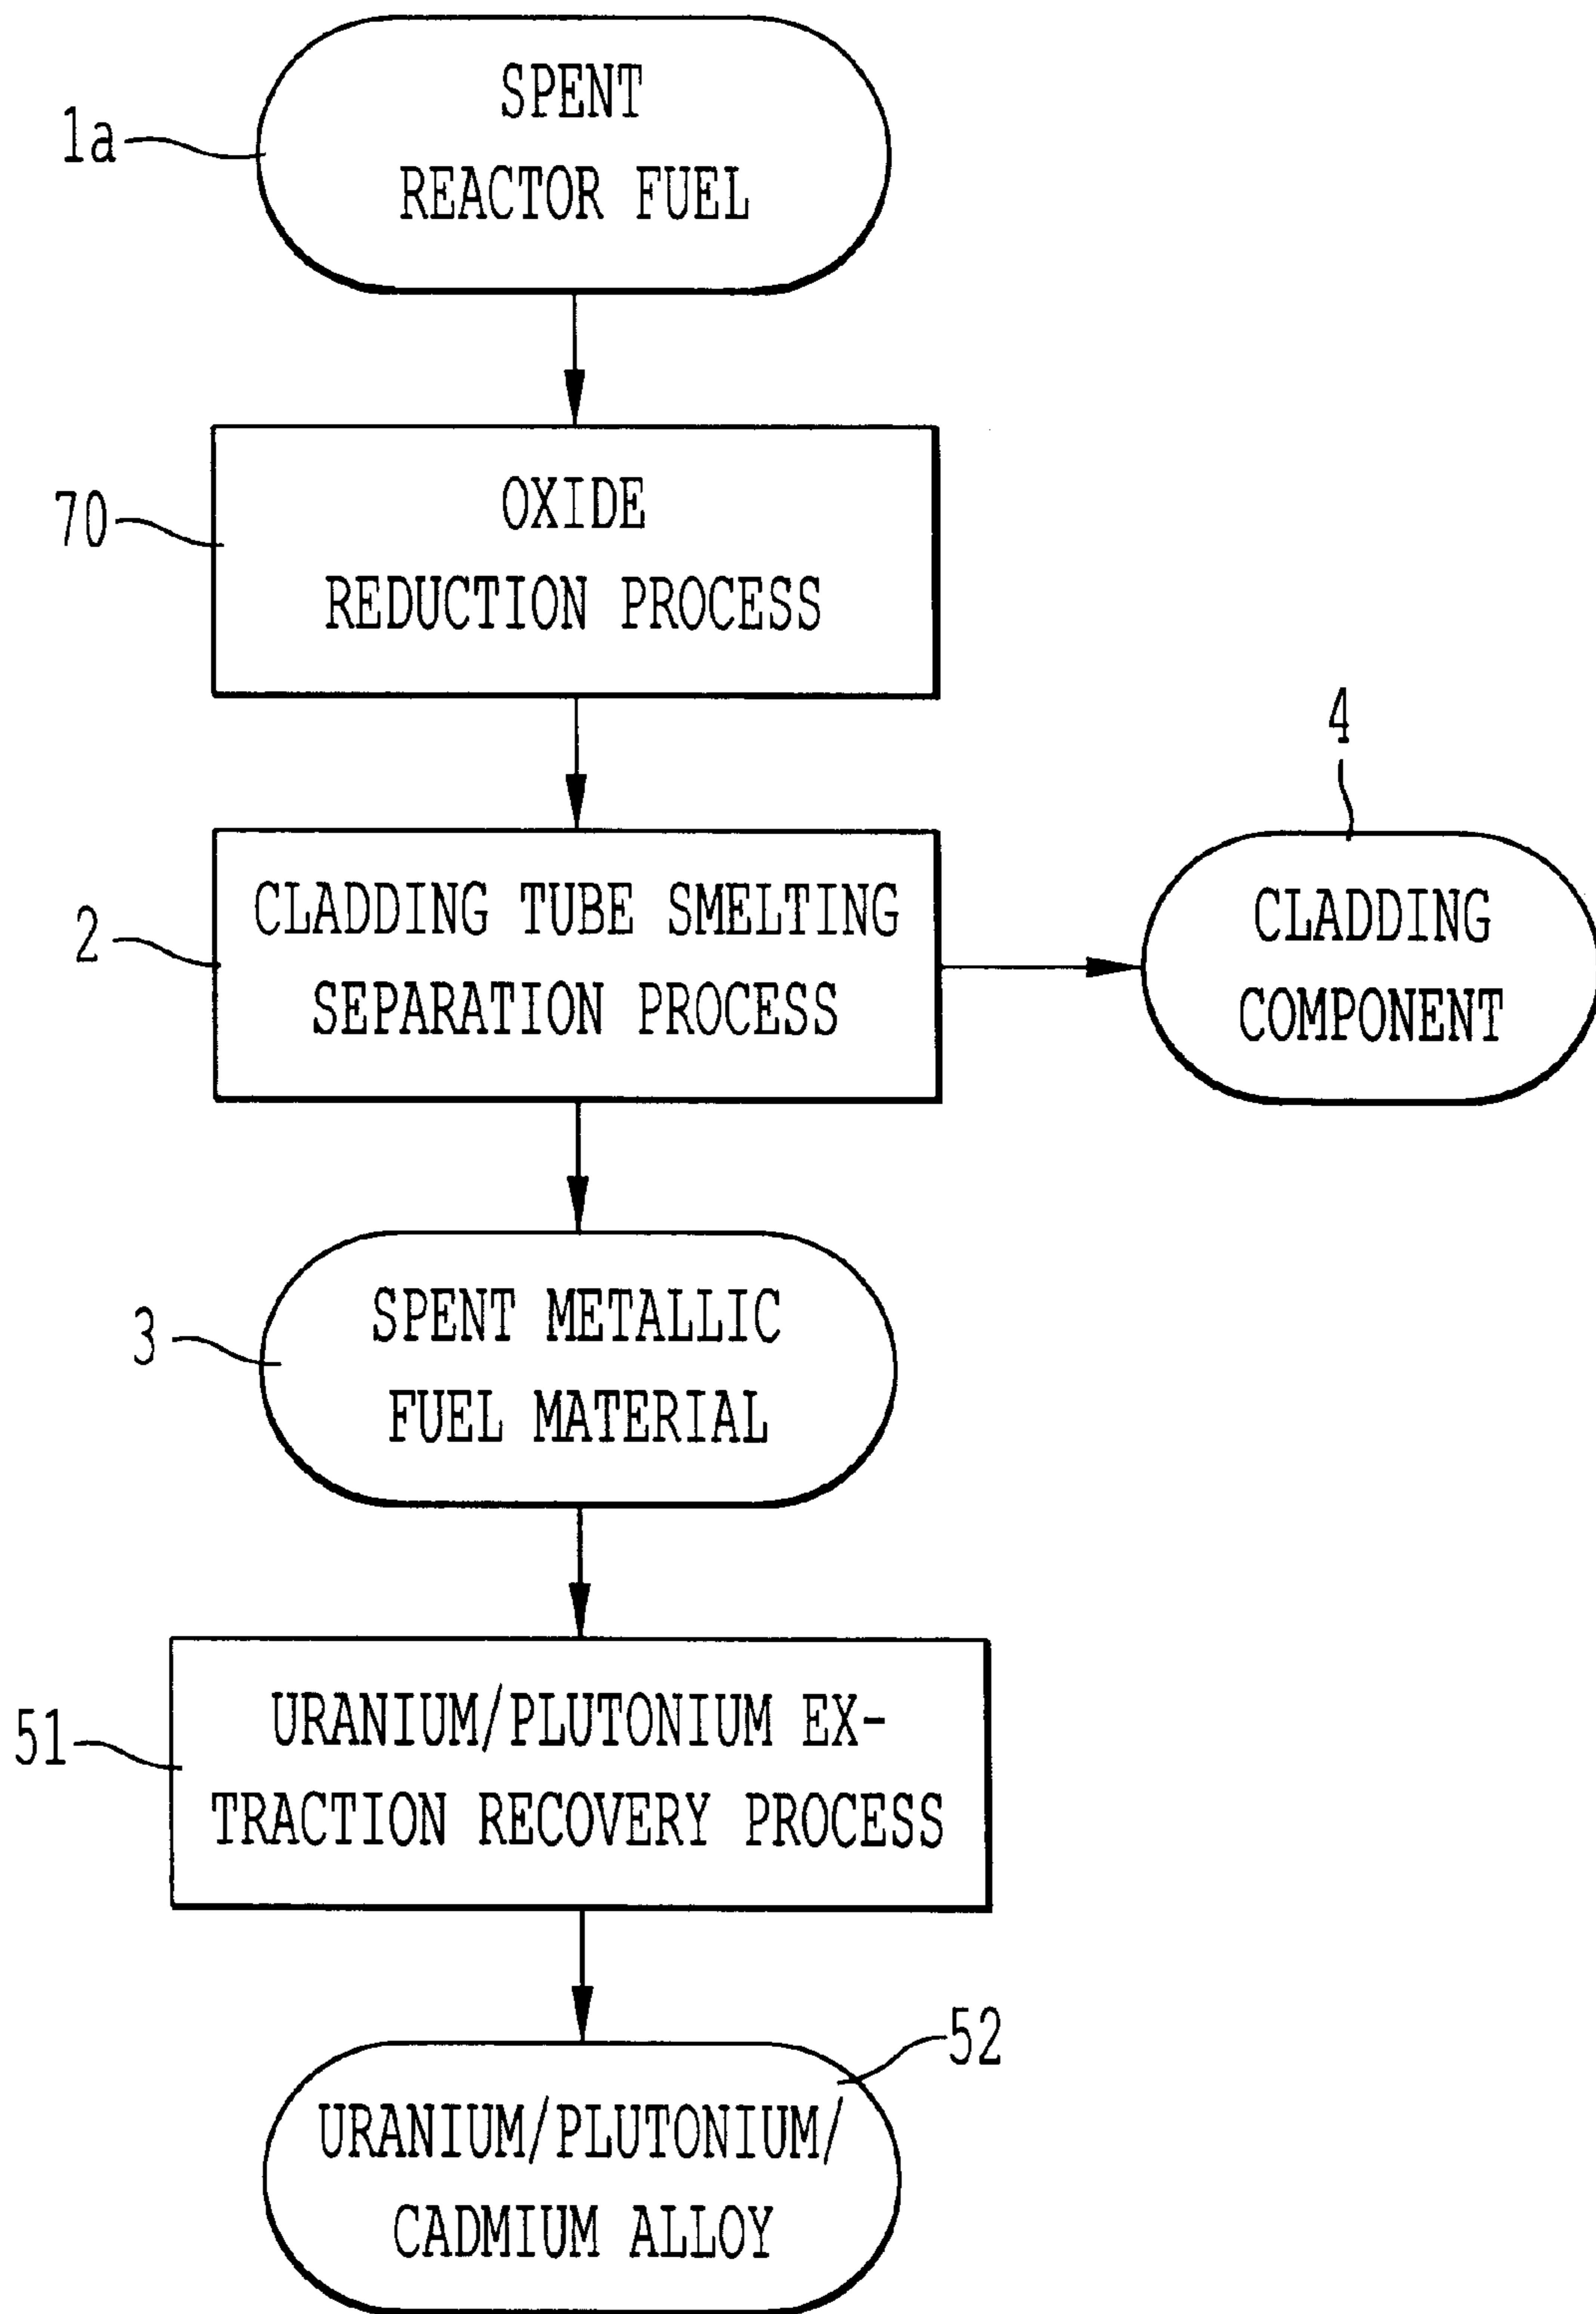 1a
SPENT
REACTOR FUEL
70
OXIDE
REDUCTION PROCESS
2
CLADDING TUBE SMELTING
SEPARATION PROCESS
4
CLADDING
COMPONENT
3
SPENT METALLIC
FUEL MATERIAL
51
URANIUM/PLUTONIUM EX-
TRACTION RECOVERY PROCESS
52
URANIUM/PLUTONIUM/
CADMIUM ALLOY